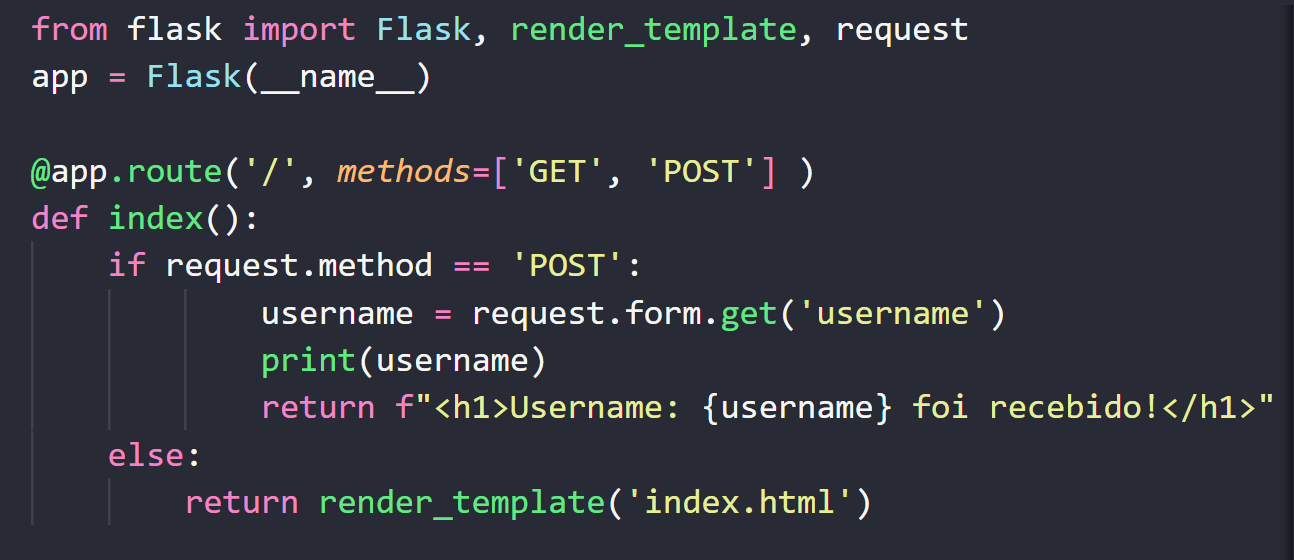 from flask import Flask, render_template, request
app = Flask(__name__)

@app.route('/', methods=['GET', 'POST'] )
def index():
    if request.method == 'POST':
            username = request.form.get('username')
            print(username)
            return f"<h1>Username: {username} foi recebido!</h1>"
    else:
        return render_template('index.html')